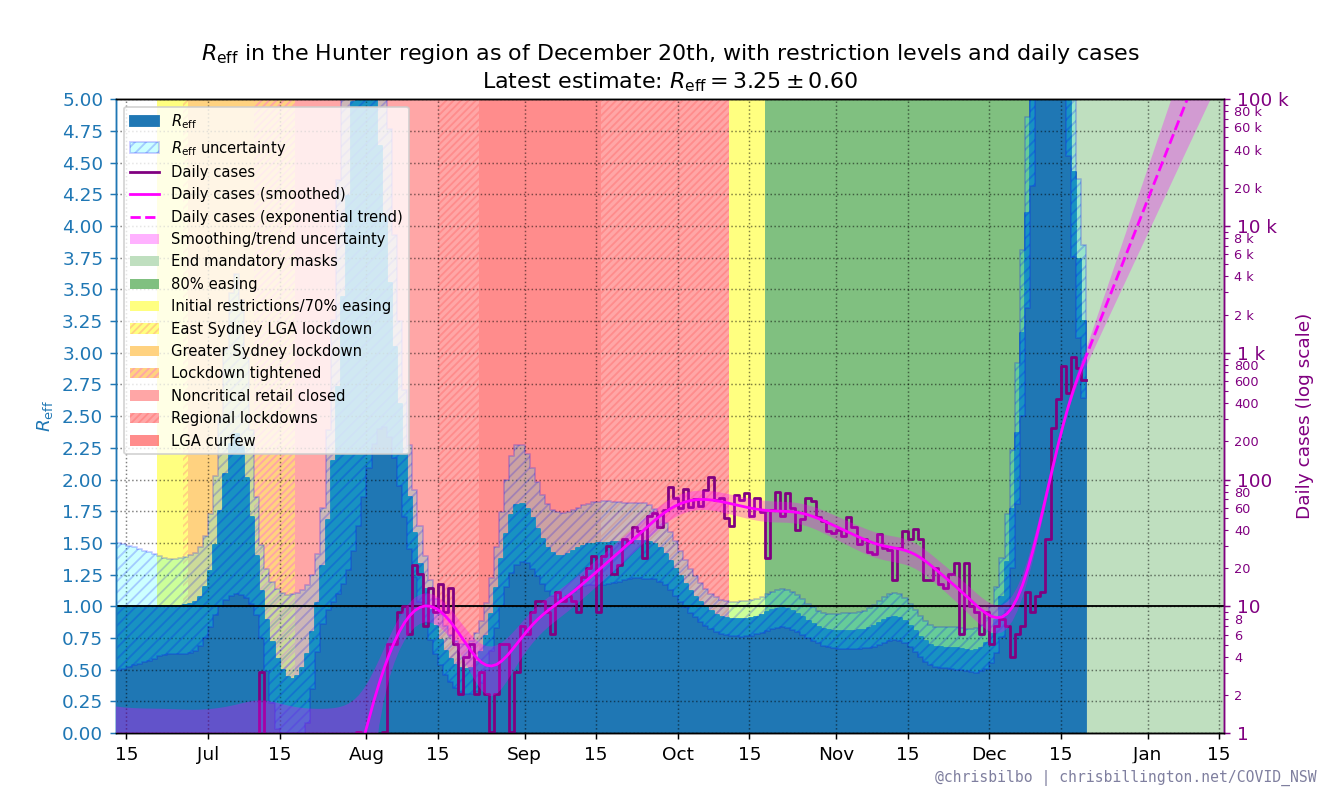 R_eff in the Hunter region as of December 20th, with restriction levels and daily cases
Latest estimate: R_eff = 3.25 ± 0.60
R_eff
R_eff uncertainty
Daily cases
Daily cases (smoothed)
Daily cases (exponential trend)
Smoothing/trend uncertainty
End mandatory masks
80% easing
Initial restrictions/70% easing
East Sydney LGA lockdown
Greater Sydney lockdown
Lockdown tightened
Noncritical retail closed
Regional lockdowns
LGA curfew
R_eff
5.00
4.75
4.50
4.25
4.00
3.75
3.50
3.25
3.00
2.75
2.50
2.25
2.00
1.75
1.50
1.25
1.00
0.75
0.50
0.25
0.00
15
Jul
15
Aug
15
Sep
15
Oct
15
Nov
15
Dec
15
Jan
15
100 k
80 k
60 k
40 k
20 k
10 k
8 k
6 k
4 k
2 k
1 k
800
600
400
200
100
80
60
40
20
10
8
6
4
2
1
Daily cases (log scale)
@chrisbilbo | chrisbillington.net/COVID_NSW